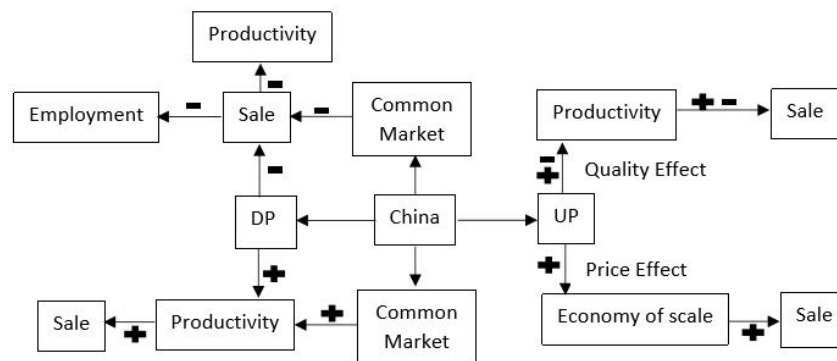 Productivity
Employment
Sale
Common
Market
Productivity
Sale
Quality Effect
DP
China
UP
Price Effect
Sale
Productivity
Common
Market
Economy of scale
Sale